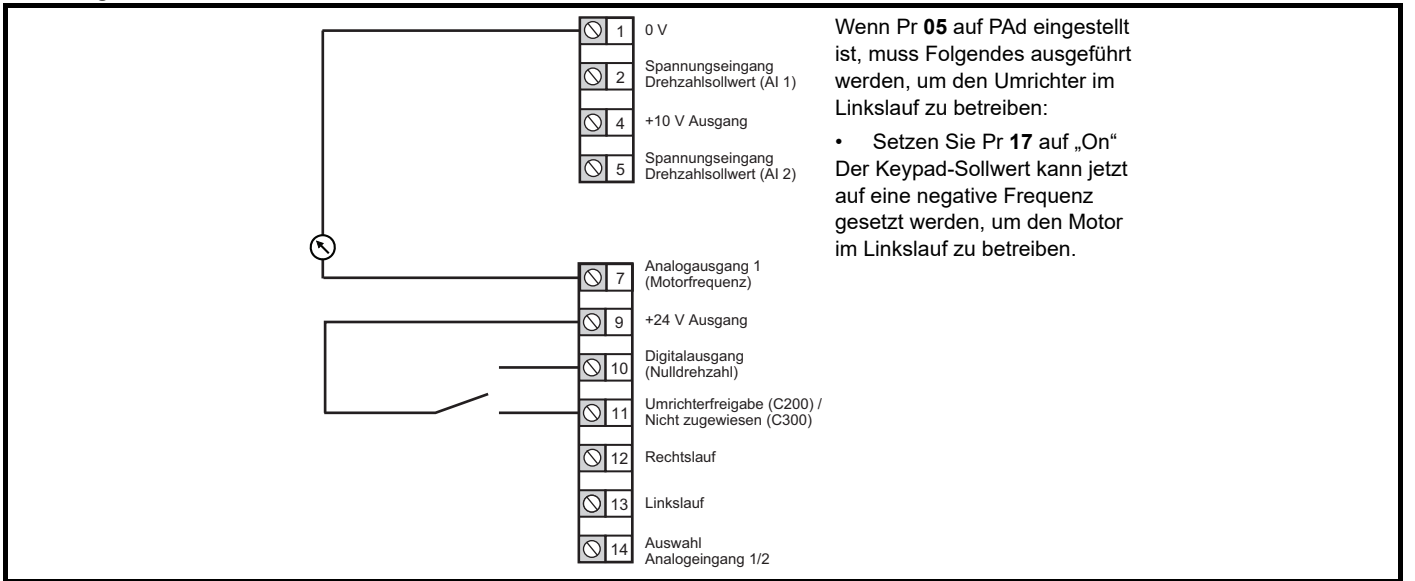 1 0 V
2 Spannungseingang
Drehzahlsollwert (AI 1)
4 +10 V Ausgang
5 Spannungseingang
Drehzahlsollwert (AI 2)
7 Analogausgang 1
(Motorfrequenz)
9 +24 V Ausgang
10 Digitalausgang
(Nulldrehzahl)
11 Umrichterfreigabe (C200) /
Nicht zugewiesen (C300)
12 Rechtslauf
13 Linkslauf
14 Auswahl
Analogeingang 1/2
Wenn Pr 05 auf PAd eingestellt
ist, muss Folgendes ausgeführt
werden, um den Umrichter im
Linkslauf zu betreiben:
• Setzen Sie Pr 17 auf „On“
Der Keypad-Sollwert kann jetzt
auf eine negative Frequenz
gesetzt werden, um den Motor
im Linkslauf zu betreiben.